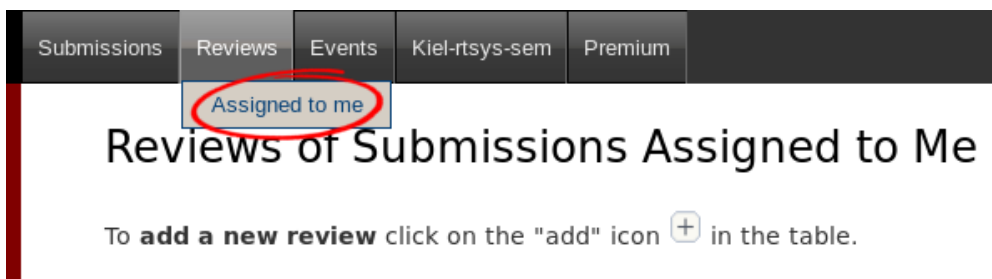 Submissions Reviews Events Kiel-rtsys-sem Premium
Assigned to me
Reviews of Submissions Assigned to Me
To add a new review click on the "add" icon + in the table.